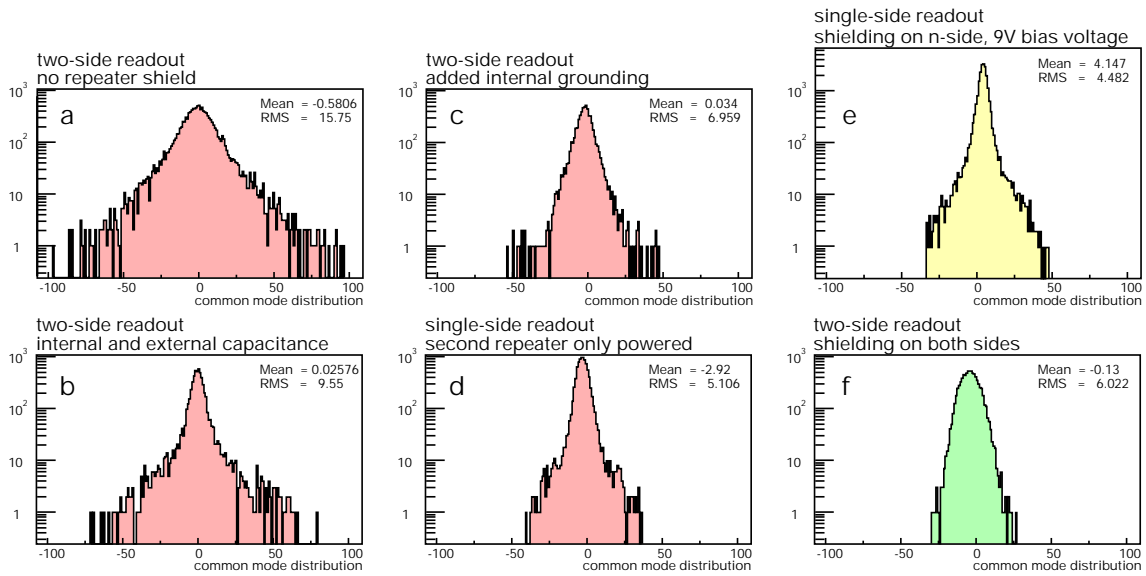 two-side readout
no repeater shield
a
Mean = -0.5806
RMS = 15.75
10³
10²
10
1
-100 -50 0 50 100
common mode distribution
two-side readout
added internal grounding
c
Mean = 0.034
RMS = 6.959
10³
10²
10
1
-100 -50 0 50 100
common mode distribution
single-side readout
shielding on n-side, 9V bias voltage
e
Mean = 4.147
RMS = 4.482
10³
10²
10
1
-100 -50 0 50 100
common mode distribution
two-side readout
internal and external capacitance
b
Mean = 0.02576
RMS = 9.55
10³
10²
10
1
-100 -50 0 50 100
common mode distribution
single-side readout
second repeater only powered
d
Mean = -2.92
RMS = 5.106
10³
10²
10
1
-100 -50 0 50 100
common mode distribution
two-side readout
shielding on both sides
f
Mean = -0.13
RMS = 6.022
10³
10²
10
1
-100 -50 0 50 100
common mode distribution